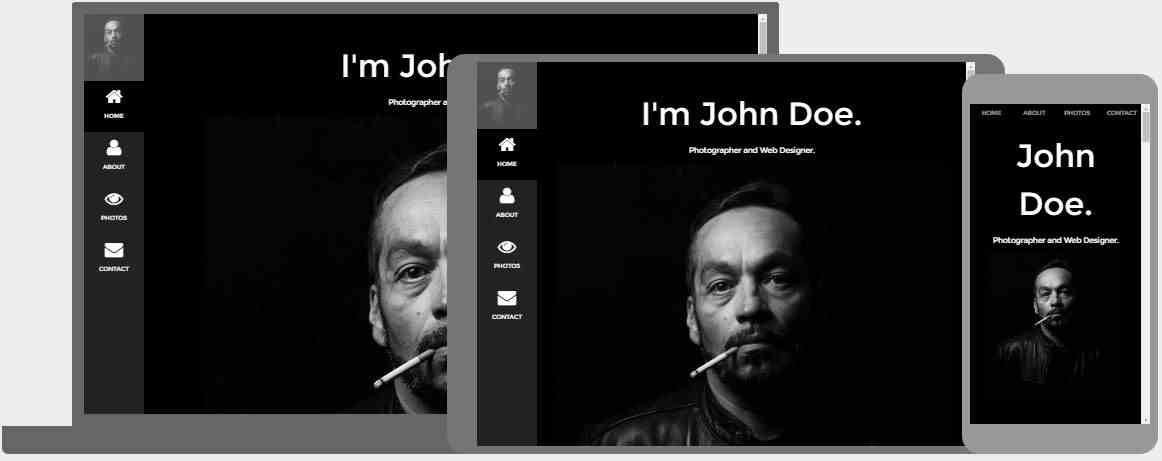 I'm Joh
Photographer a
HOME
ABOUT
PHOTOS
CONTACT
I'm John Doe.
Photographer and Web Designer.
HOME
ABOUT
PHOTOS
CONTACT
HOME ABOUT PHOTOS CONTACT
John
Doe.
Photographer and Web Designer.